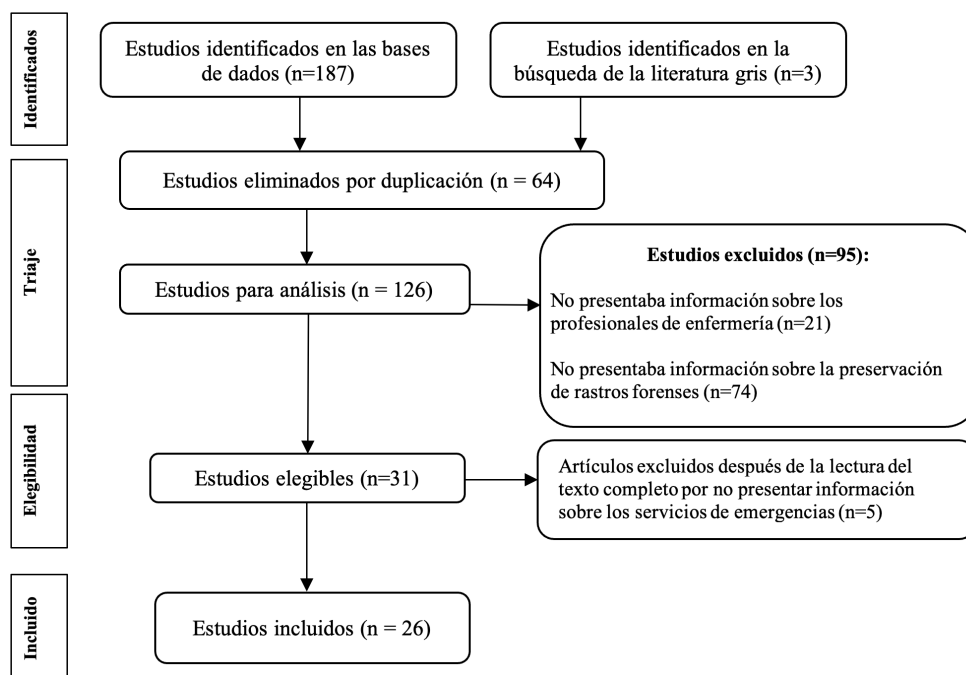 Identificados
Estudios identificados en las bases
de dados (n=187)
Estudios identificados en la
búsqueda de la literatura gris (n=3)
Triaje
Estudios eliminados por duplicación (n = 64)
Estudios para análisis (n = 126)
Estudios excluidos (n=95):
No presentaba información sobre los
profesionales de enfermería (n=21)
No presentaba información sobre la preservación
de rastros forenses (n=74)
Elegibilidad
Estudios elegibles (n=31)
Artículos excluidos después de la lectura del
texto completo por no presentar información
sobre los servicios de emergencias (n=5)
Incluido
Estudios incluidos (n = 26)